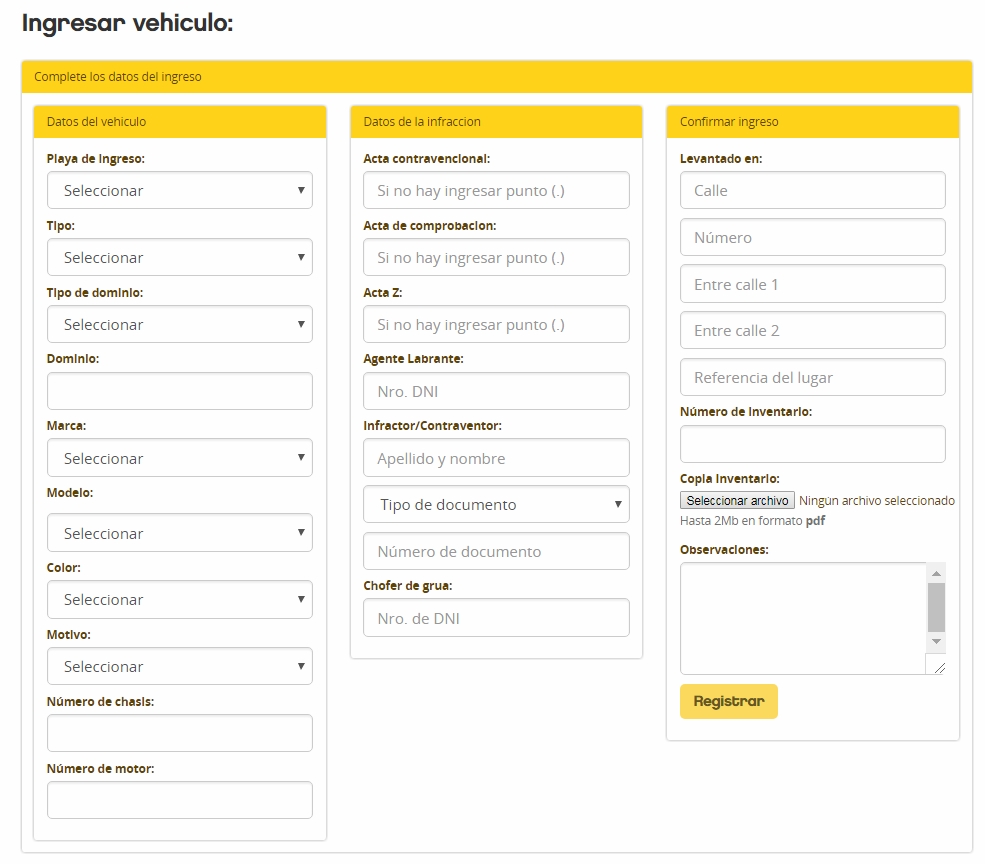 Ingresar vehiculo:
Complete los datos del ingreso
Datos del vehiculo
Playa de Ingreso:
Seleccionar
Tipo:
Seleccionar
Tipo de dominio:
Seleccionar
Dominio:
Marca:
Seleccionar
Modelo:
Seleccionar
Color:
Seleccionar
Motivo:
Seleccionar
Número de chasis:
Número de motor:
Datos de la infraccion
Acta contravencional:
Si no hay ingresar punto (.)
Acta de comprobacion:
Si no hay ingresar punto (.)
Acta Z:
Si no hay ingresar punto (.)
Agente Labrante:
Nro. DNI
Infractor/Contraventor:
Apellido y nombre
Tipo de documento
Número de documento
Chofer de grua:
Nro. de DNI
Confirmar ingreso
Levantado en:
Calle
Número
Entre calle 1
Entre calle 2
Referencia del lugar
Número de Inventario:
Copia Inventario:
Seleccionar archivo Ningún archivo seleccionado
Hasta 2Mb en formato pdf
Observaciones:
Registrar